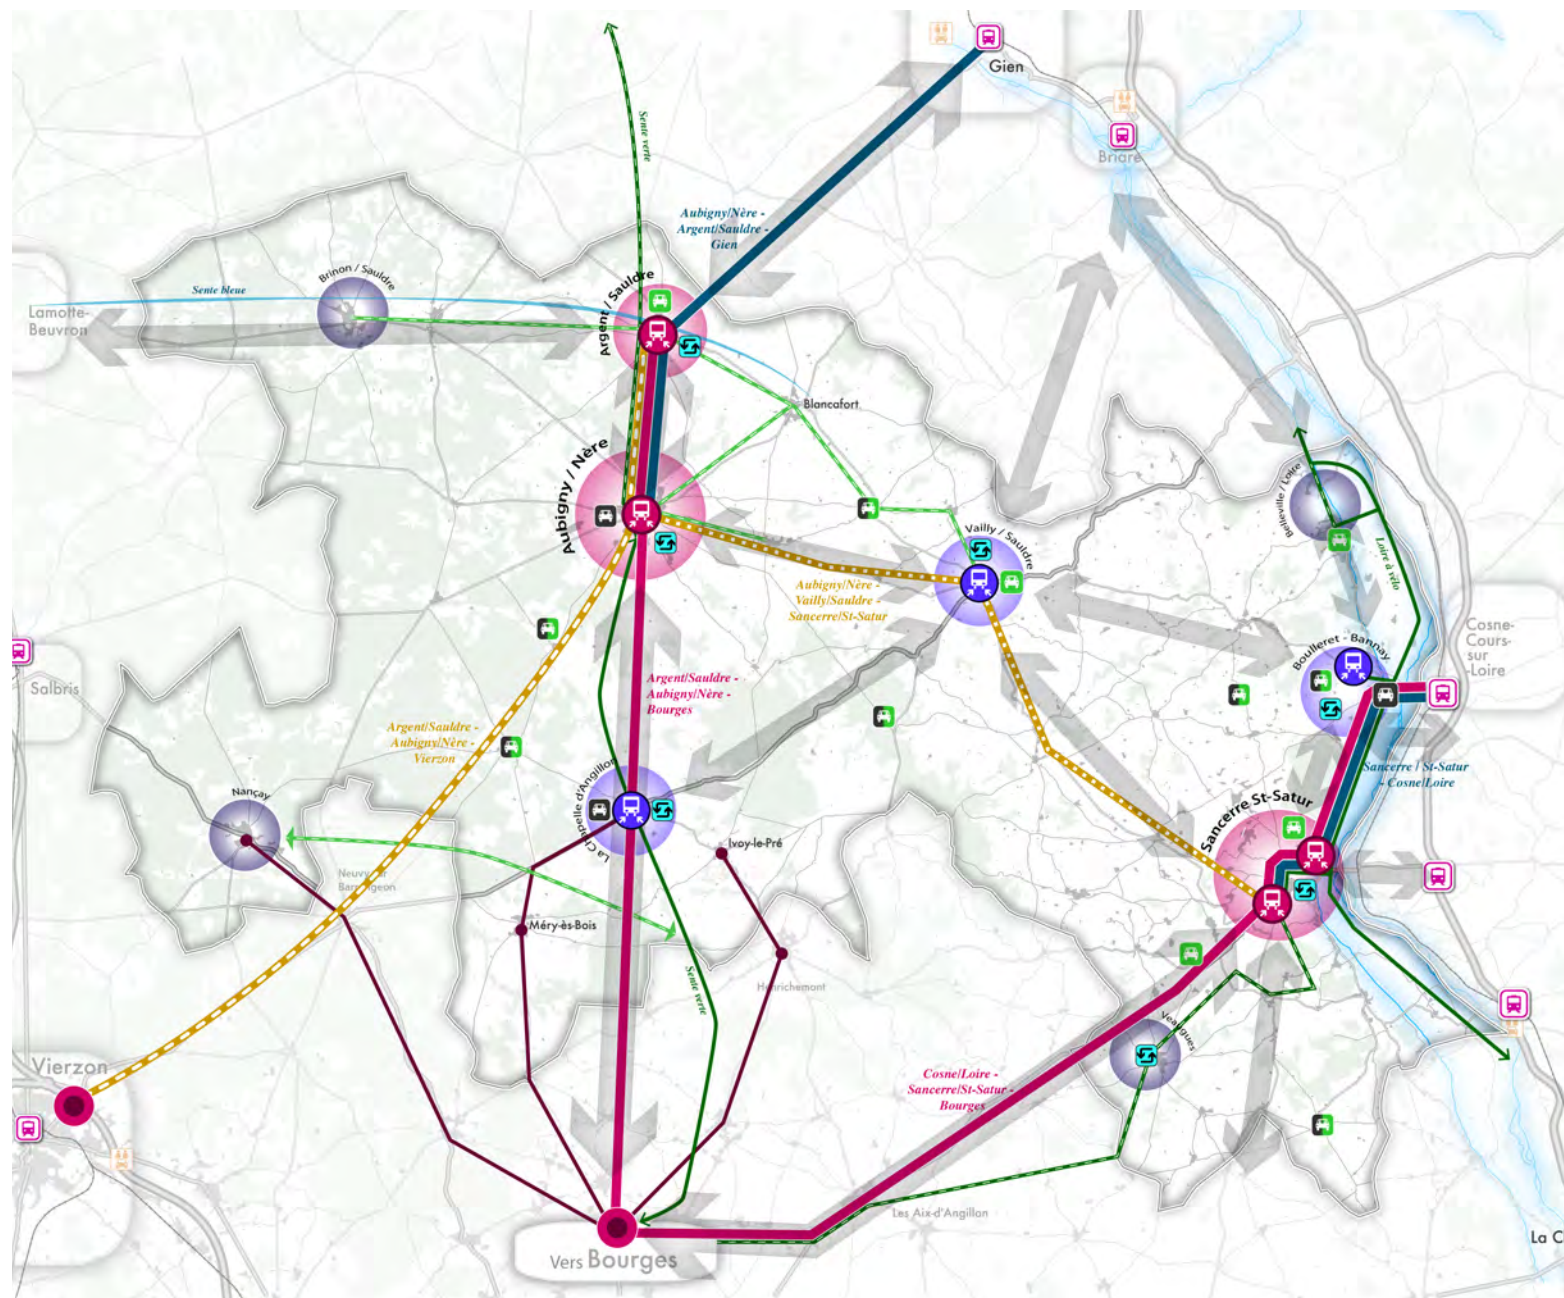 Gien
Sente verte
Briare
Aubigny/Nère -
Argent/Sauldre -
Gien
Brinon / Sauldre
Sente bleue
Lamotte-
Beuvron
Argent / Sauldre
Blancafort
Aubigny / Nère
Belleville / Loire
Vailly / Sauldre
Loire à vélo
Aubigny/Nère -
Vailly/Sauldre -
Sancerre/St-Satur
Cosne-
Cours-
sur
-Loire
Boulleret - Bannay
Salbris
Argent/Sauldre -
Aubigny/Nère -
Bourges
Argent/Sauldre -
Aubigny/Nère -
Vierzon
Sancerre / St-Satur
- Cosne/Loire
La Chapelle d'Angillon
Nançay
Sancerre St-Satur
Ivoy-le-Pré
Neuvy
Méry-ès-Bois
Sente verte
Henrichemont
Veaugues
Vierzon
Cosne/Loire -
Sancerre/St-Satur -
Bourges
Les Aix-d'Angillon
Vers Bourges
La C